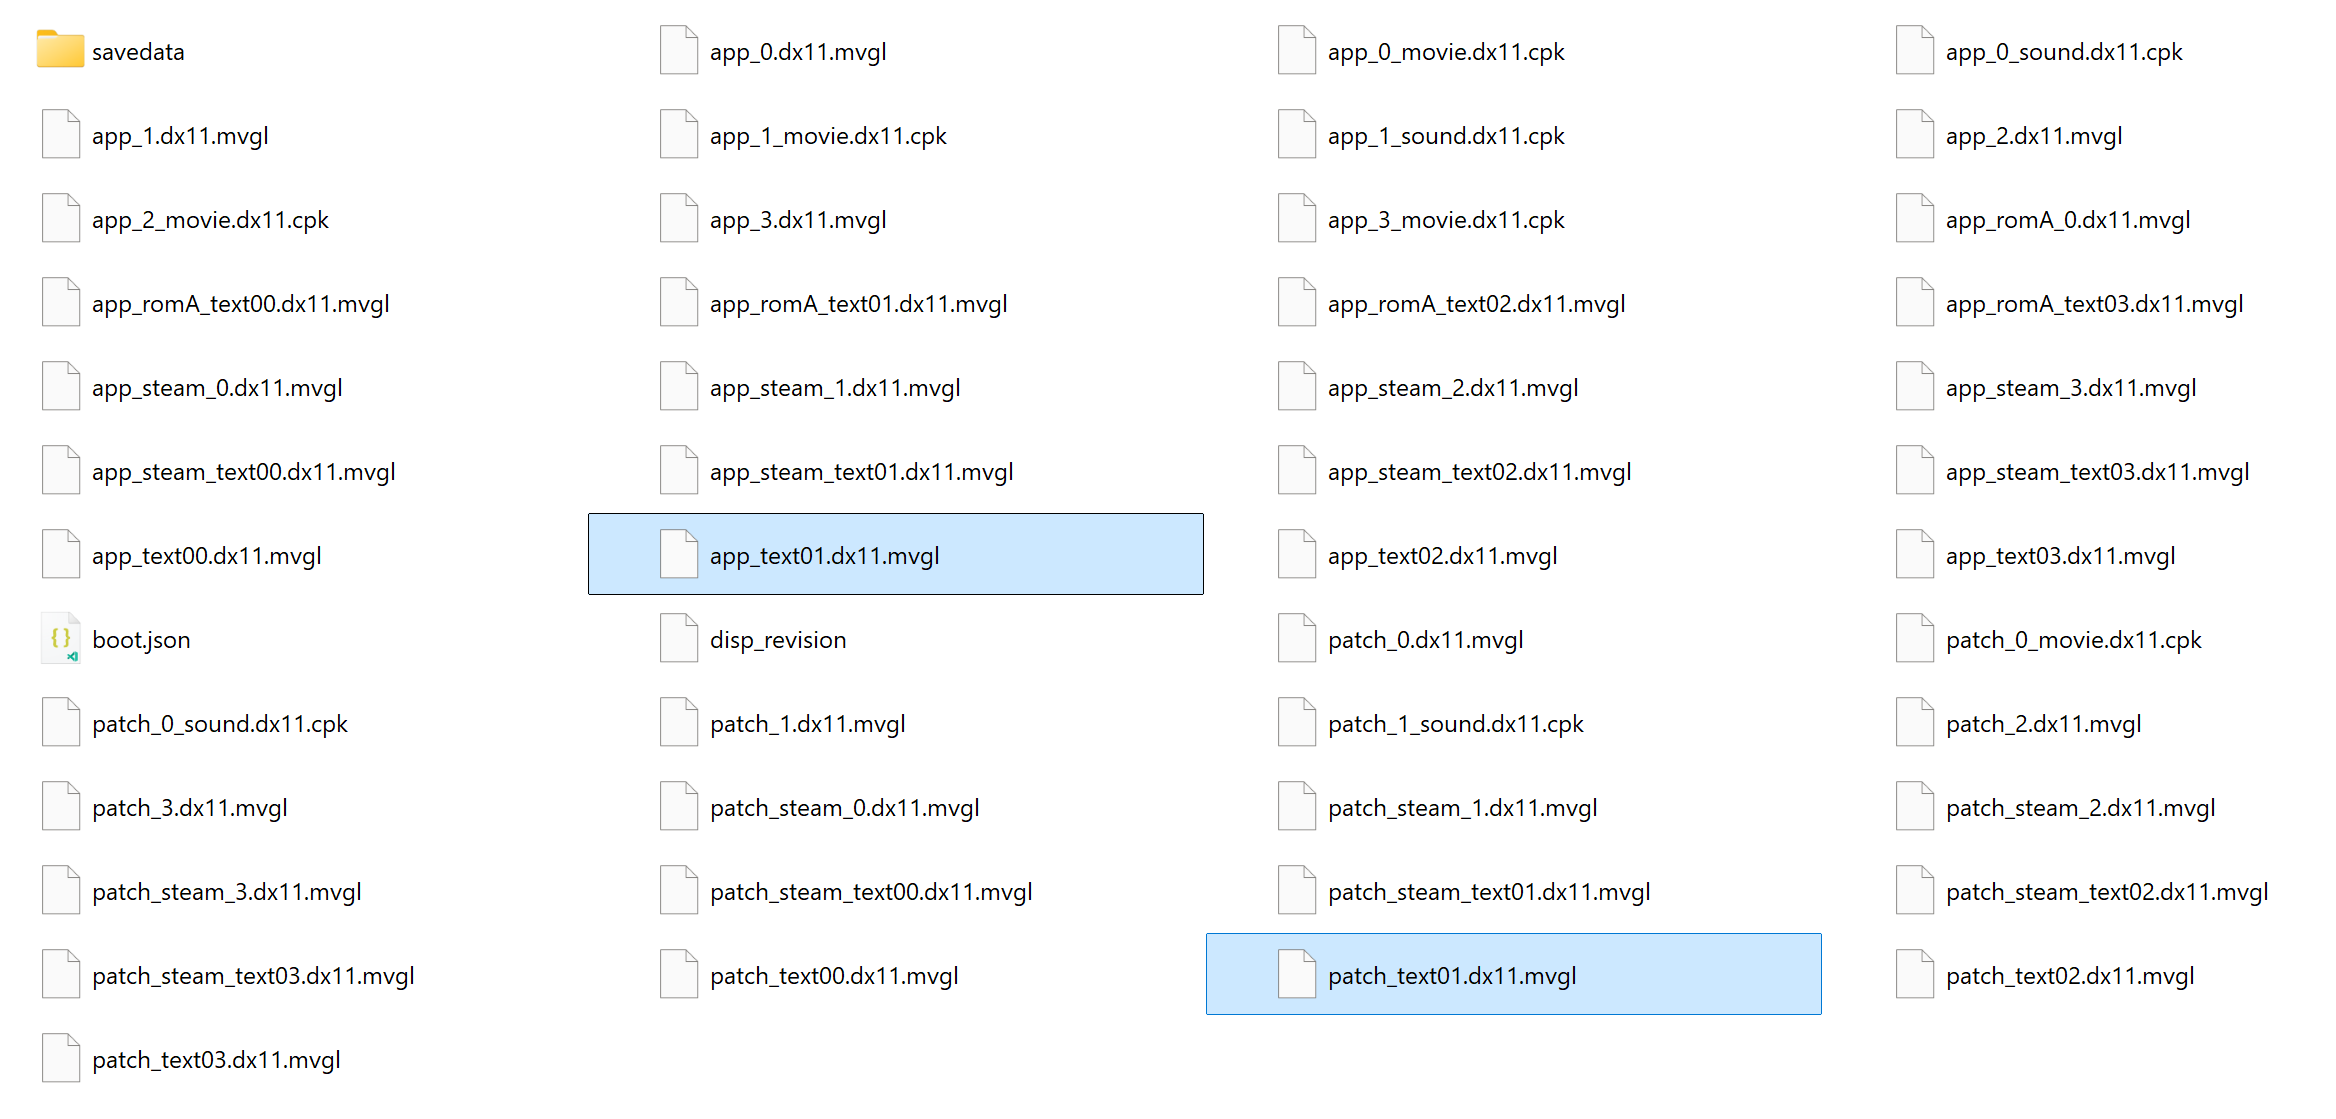 savedata
app_0.dx11.mvgl
app_0_movie.dx11.cpk
app_0_sound.dx11.cpk
app_1.dx11.mvgl
app_1_movie.dx11.cpk
app_1_sound.dx11.cpk
app_2.dx11.mvgl
app_2_movie.dx11.cpk
app_3.dx11.mvgl
app_3_movie.dx11.cpk
app_romA_0.dx11.mvgl
app_romA_text00.dx11.mvgl
app_romA_text01.dx11.mvgl
app_romA_text02.dx11.mvgl
app_romA_text03.dx11.mvgl
app_steam_0.dx11.mvgl
app_steam_1.dx11.mvgl
app_steam_2.dx11.mvgl
app_steam_3.dx11.mvgl
app_steam_text00.dx11.mvgl
app_steam_text01.dx11.mvgl
app_steam_text02.dx11.mvgl
app_steam_text03.dx11.mvgl
app_text00.dx11.mvgl
app_text01.dx11.mvgl
app_text02.dx11.mvgl
app_text03.dx11.mvgl
boot.json
disp_revision
patch_0.dx11.mvgl
patch_0_movie.dx11.cpk
patch_0_sound.dx11.cpk
patch_1.dx11.mvgl
patch_1_sound.dx11.cpk
patch_2.dx11.mvgl
patch_3.dx11.mvgl
patch_steam_0.dx11.mvgl
patch_steam_1.dx11.mvgl
patch_steam_2.dx11.mvgl
patch_steam_3.dx11.mvgl
patch_steam_text00.dx11.mvgl
patch_steam_text01.dx11.mvgl
patch_steam_text02.dx11.mvgl
patch_steam_text03.dx11.mvgl
patch_text00.dx11.mvgl
patch_text01.dx11.mvgl
patch_text02.dx11.mvgl
patch_text03.dx11.mvgl